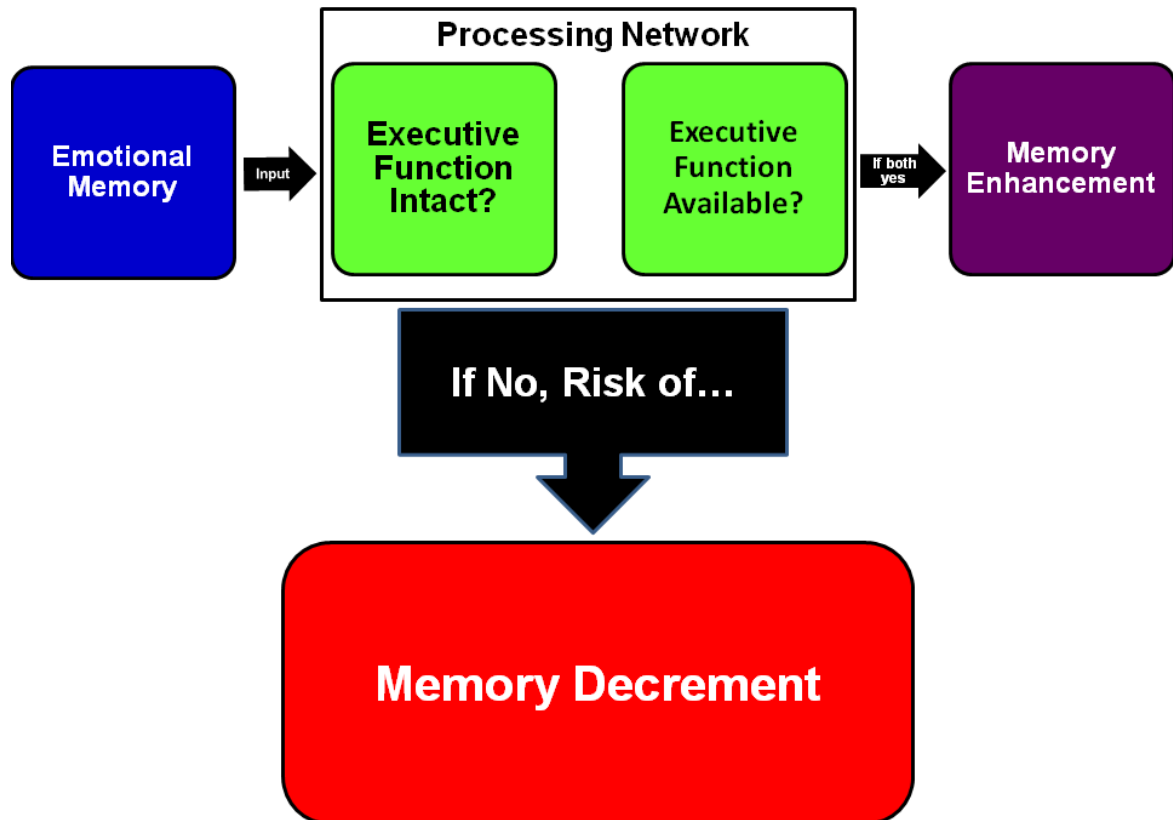 Processing Network
Emotional
Memory
Input
Executive
Function
Intact?
Executive
Function
Available?
If both
yes
Memory
Enhancement
If No, Risk of…
Memory Decrement